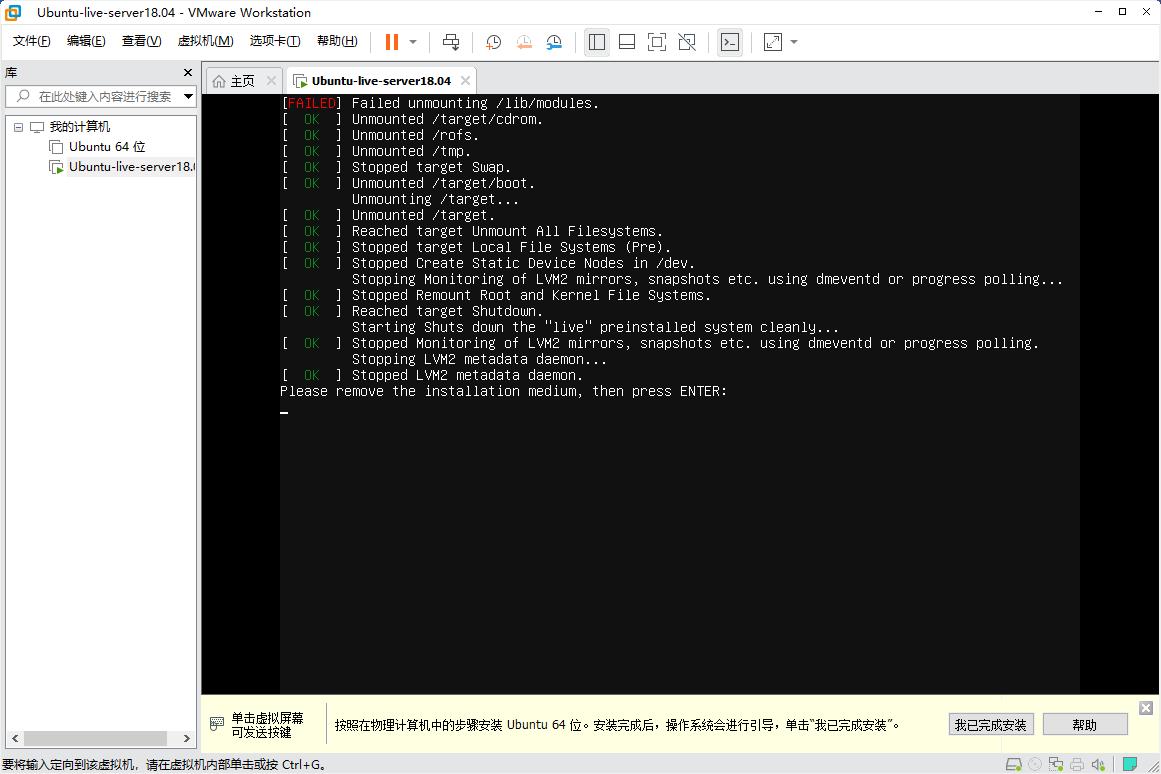 Ubuntu-live-server18.04 - VMware Workstation
文件(F) 编辑(E) 查看(V) 虚拟机(M) 选项卡(T) 帮助(H)
库
在此处键入内容进行搜索
我的计算机
Ubuntu 64 位
Ubuntu-live-server18.0
主页 Ubuntu-live-server18.04
[FAILED] Failed unmounting /lib/modules.
[  OK  ] Unmounted /target/cdrom.
[  OK  ] Unmounted /rofs.
[  OK  ] Unmounted /tmp.
[  OK  ] Stopped target Swap.
[  OK  ] Unmounted /target/boot.
Unmounting /target...
[  OK  ] Unmounted /target.
[  OK  ] Reached target Unmount All Filesystems.
[  OK  ] Stopped target Local File Systems (Pre).
[  OK  ] Stopped Create Static Device Nodes in /dev.
Stopping Monitoring of LVM2 mirrors, snapshots etc. using dmeventd or progress polling...
[  OK  ] Stopped Remount Root and Kernel File Systems.
[  OK  ] Reached target Shutdown.
Starting Shuts down the "live" preinstalled system cleanly...
[  OK  ] Stopped Monitoring of LVM2 mirrors, snapshots etc. using dmeventd or progress polling.
Stopping LVM2 metadata daemon...
[  OK  ] Stopped LVM2 metadata daemon.
Please remove the installation medium, then press ENTER:
单击虚拟屏幕
可发送按键
按照在物理计算机中的步骤安装 Ubuntu 64 位。安装完成后，操作系统会进行引导，单击“我已完成安装”。
我已完成安装
帮助
要将输入定向到该虚拟机，请在虚拟机内部单击或按 Ctrl+G。